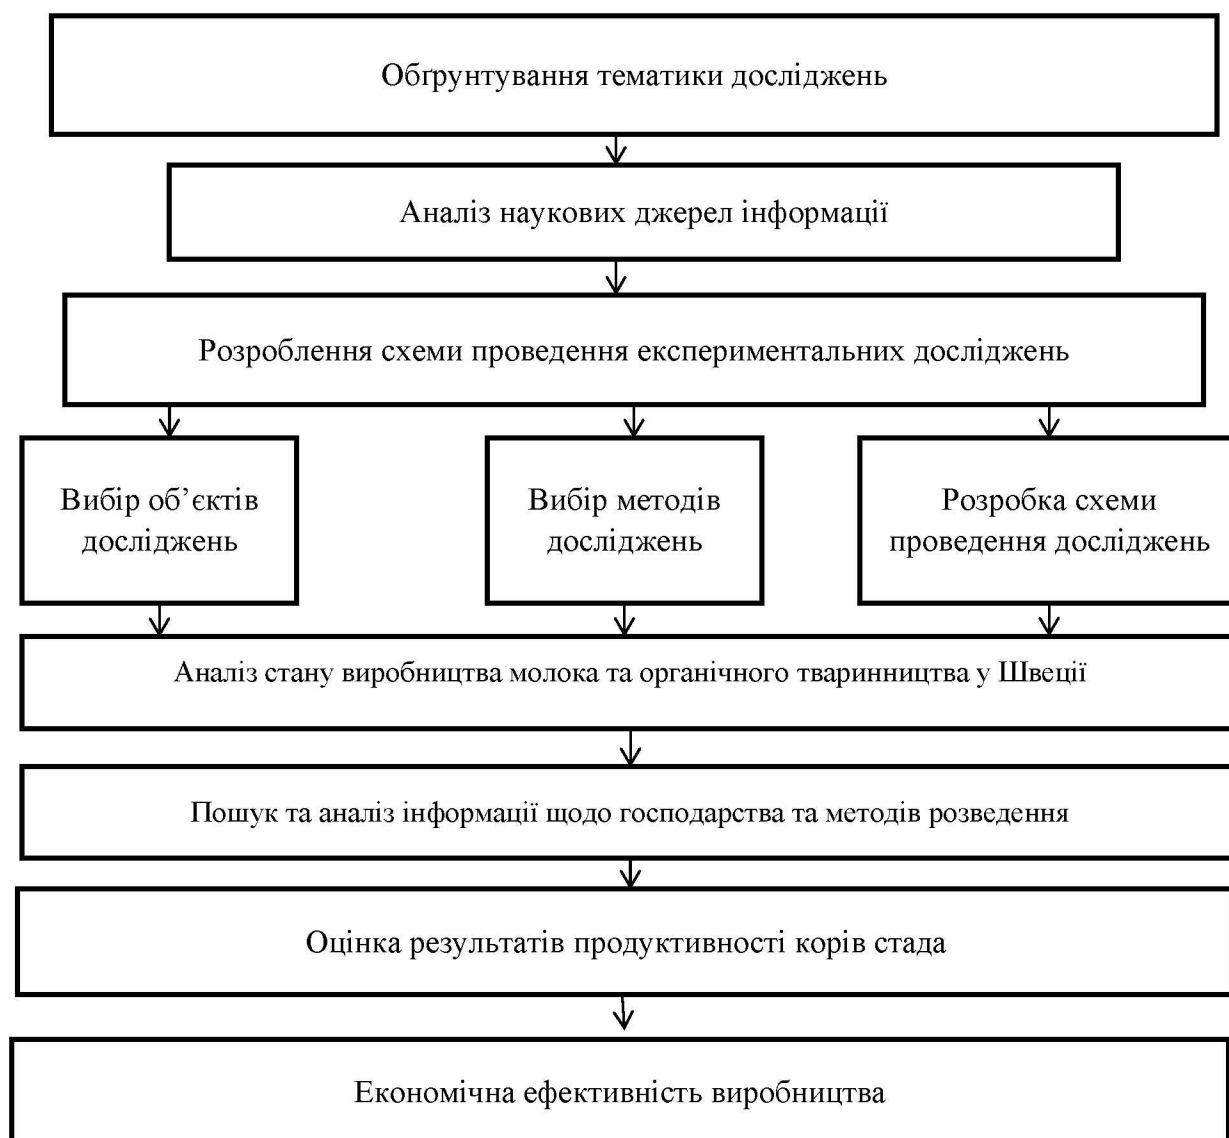 Обґрунтування тематики досліджень
Аналіз наукових джерел інформації
Розроблення схеми проведення експериментальних досліджень
Вибір об’єктів
досліджень
Вибір методів
досліджень
Розробка схеми
проведення досліджень
Аналіз стану виробництва молока та органічного тваринництва у Швеції
Пошук та аналіз інформації щодо господарства та методів розведення
Оцінка результатів продуктивності корів стада
Економічна ефективність виробництва